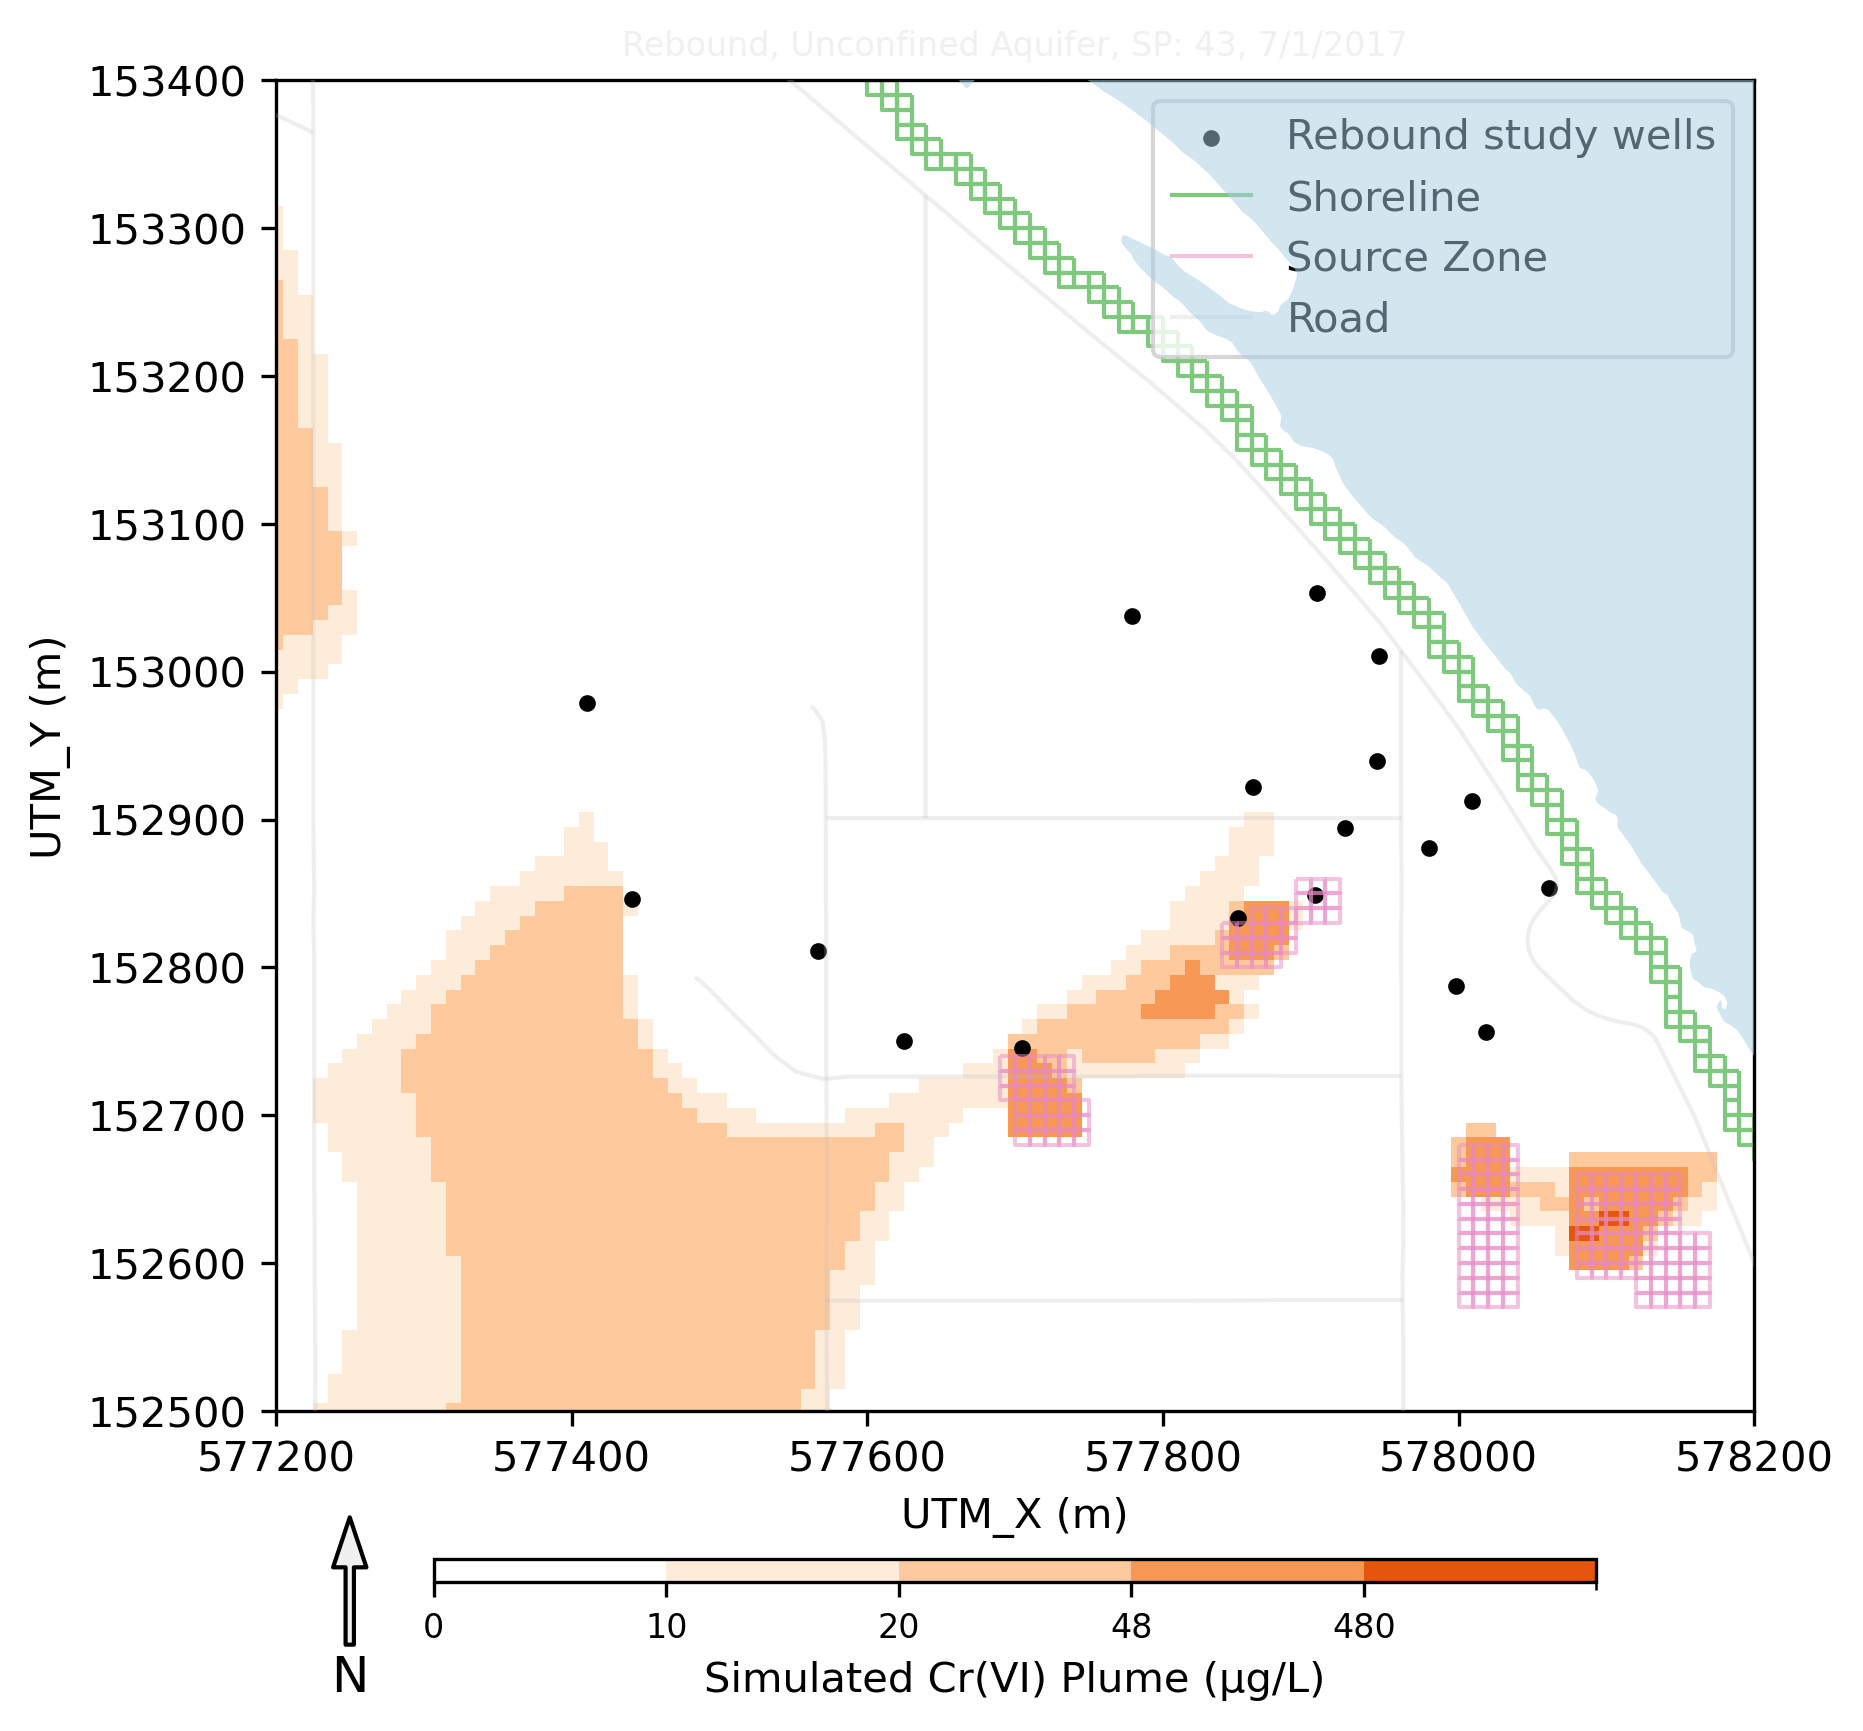 Rebound, Unconfined Aquifer, SP: 43, 7/1/2017
153400
153300
153200
153100
153000
152900
152800
152700
152600
152500
UTM_Y (m)
Rebound study wells
Shoreline
Source Zone
Road
577200 577400 577600 577800 578000 578200
UTM_X (m)
N
0 10 20 48 480
Simulated Cr(VI) Plume (μg/L)